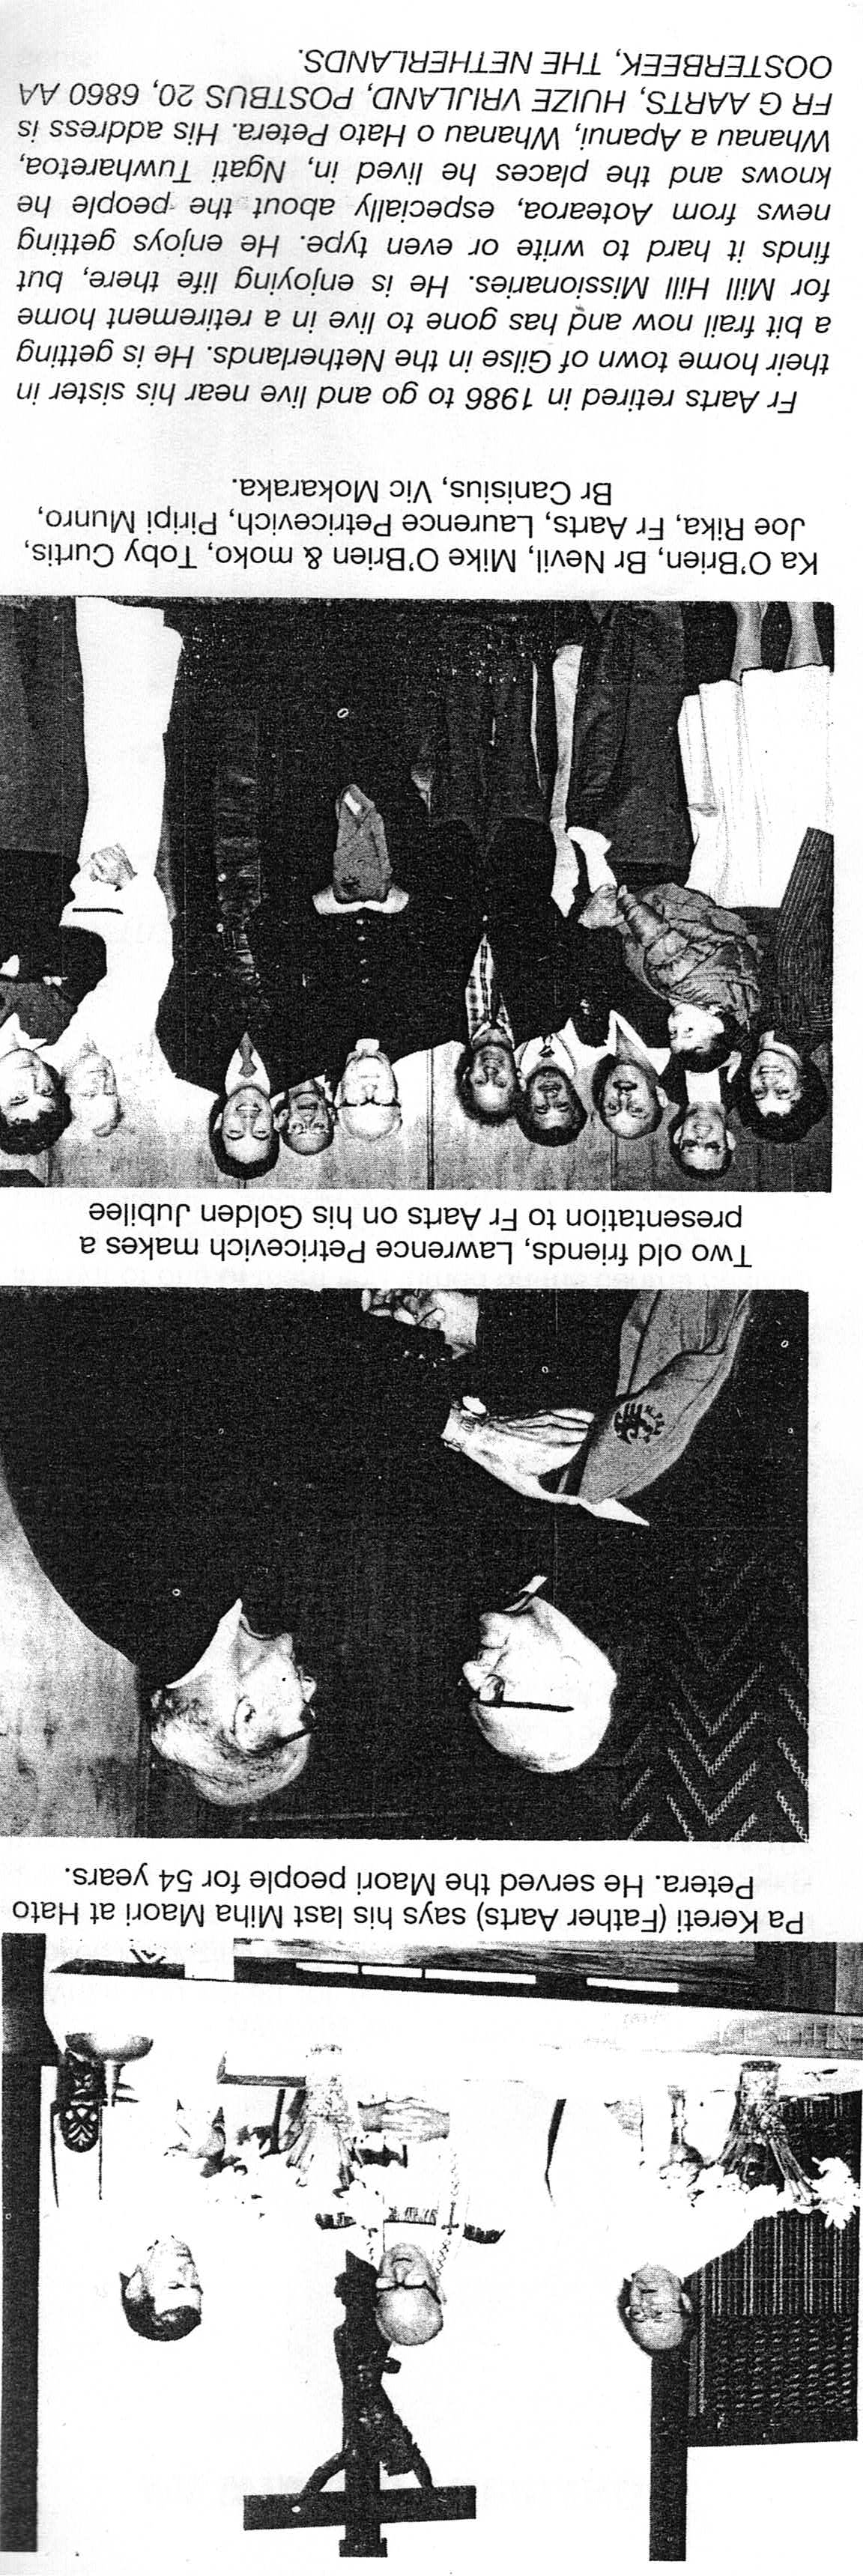 Pa Kereti (Father Aarts) says his last Miha Maori at Hato
Petera. He served the Maori people for 54 years.
Two old friends, Lawrence Petricevich makes a
presentation to Fr Aarts on his Golden Jubilee
Ka O'Brien, Br Nevil, Mike O'Brien & moko, Toby Curtis,
Joe Rika, Fr Aarts, Laurence Petricevich, Piripi Munro,
Br Canisius, Vic Mokaraka.
Fr Aarts retired in 1986 to go and live near his sister in
their home town of Gilse in the Netherlands. He is getting
a bit frail now and has gone to live in a retirement home
for Mill Hill Missionaries. He is enjoying life there, but
finds it hard to write or even type. He enjoys getting
news from Aotearoa, especially about the people he
knows and the places he lived in, Ngati Tuwharetoa,
Whanau a Apanui, Whanau o Hato Petera. His address is
FR G AARTS, HUIZE VRIJLAND, POSTBUS 20, 6860 AA
OOSTERBEEK, THE NETHERLANDS.